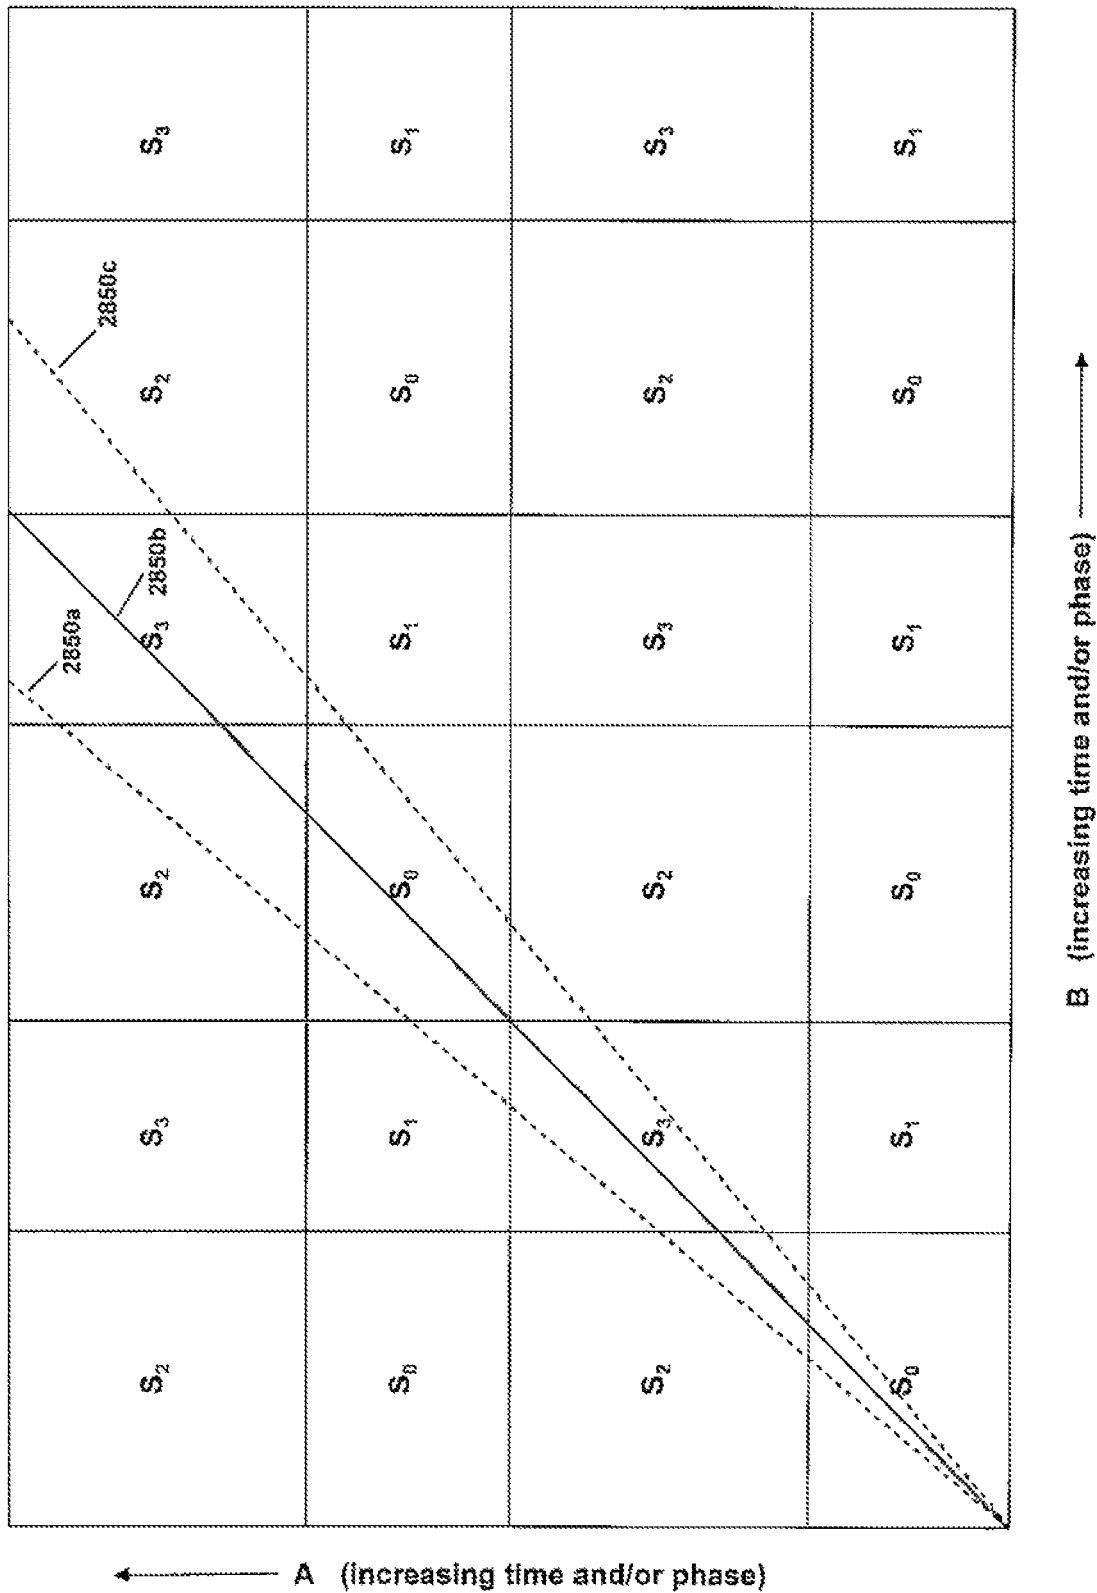 2850a
2850c
2850b
S₂ S₃ S₂ S₃ S₂ S₃
S₀ S₁ S₀ S₁ S₀ S₁
S₂ S₃ S₂ S₃ S₂ S₃
S₀ S₁ S₀ S₁ S₀ S₁
A (increasing time and/or phase)
B (increasing time and/or phase)